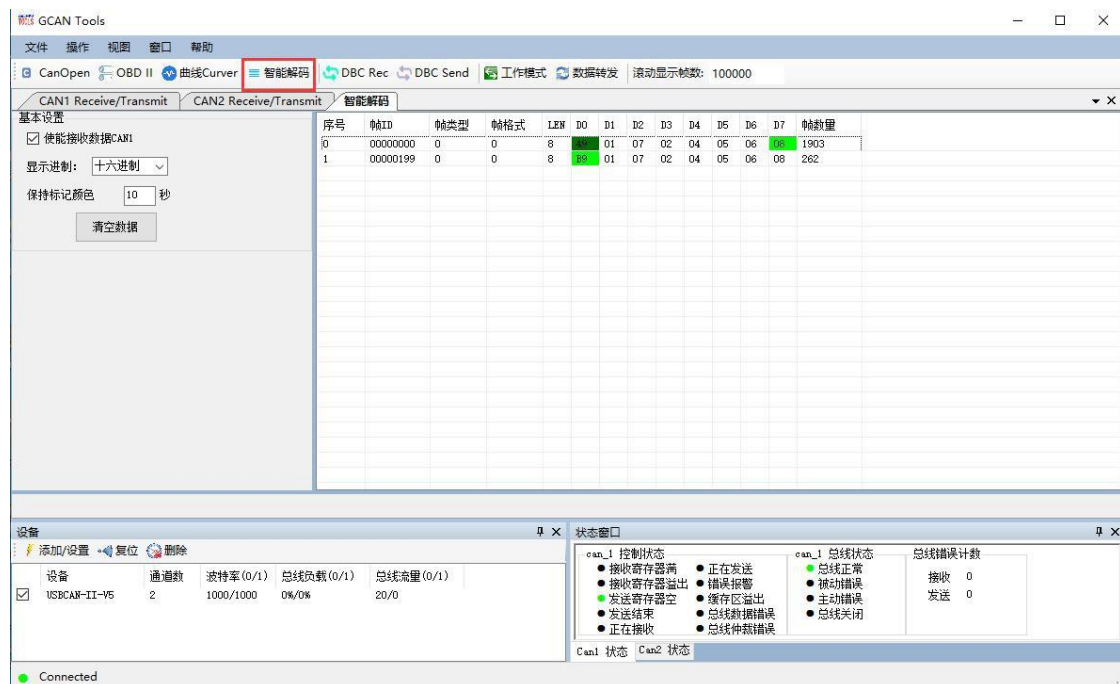 GCAN Tools
文件 操作 视图 窗口 帮助
CanOpen OBD II 曲线Curver 智能解码 DBC Rec DBC Send 工作模式 数据转发 滚动显示帧数: 100000
CAN1 Receive/Transmit CAN2 Receive/Transmit 智能解码
基本设置
使能接收数据CAN1
显示进制: 十六进制
保持标记颜色 10 秒
清空数据
序号 帧ID 帧类型 帧格式 LEN D0 D1 D2 D3 D4 D5 D6 D7 帧数量
0 00000000 0 0 8 01 07 02 04 05 06 08 1903
1 00000199 0 0 8 B9 01 07 02 04 05 06 08 262
设备
添加/设置 复位 删除
设备 通道数 波特率(0/1) 总线负载(0/1) 总线流量(0/1)
USBCAN-II-V5 2 1000/1000 0%/0% 20/0
状态窗口
can_1 控制状态
接收寄存器满 正在发送
接收寄存器溢出 错误报警
发送寄存器空 缓存区溢出
发送结束 总线数据错误
正在接收 总线仲裁错误
can_1 总线状态
总线正常
被动错误
主动错误
总线关闭
总线错误计数
接收 0
发送 0
Can1 状态 Can2 状态
Connected